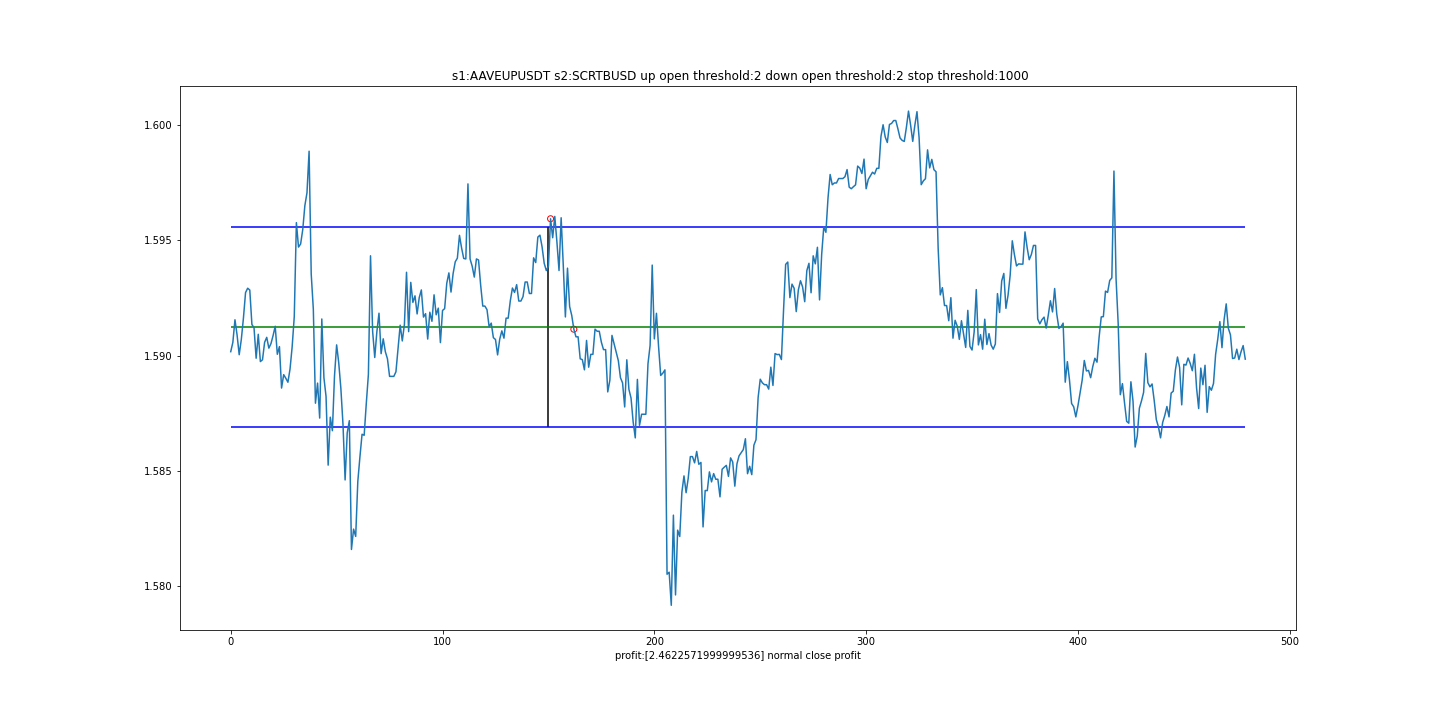 s1:AAVEUPUSDT s2:SCRTBUSD up open threshold:2 down open threshold:2 stop threshold:1000
1.600
1.595
1.590
1.585
1.580
0 100 200 300 400 500
profit:[2.4622571999999536] normal close profit